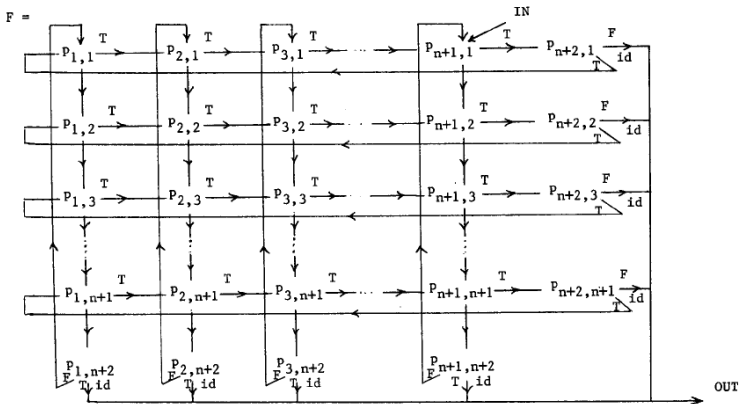 F =
IN
T T T T F
p1,1 p2,1 p3,1 ... pn+1,1 pn+2,1
T id
T T T T F
p1,2 p2,2 p3,2 ... pn+1,2 pn+2,2
T id
T T T T F
p1,3 p2,3 p3,3 ... pn+1,3 pn+2,3
T id
T T T T F
p1,n+1 p2,n+1 p3,n+1 ... pn+1,n+1 pn+2,n+1
T id
p1,n+2 p2,n+2 p3,n+2 pn+1,n+2
F F F F
T id T id T id T id
OUT